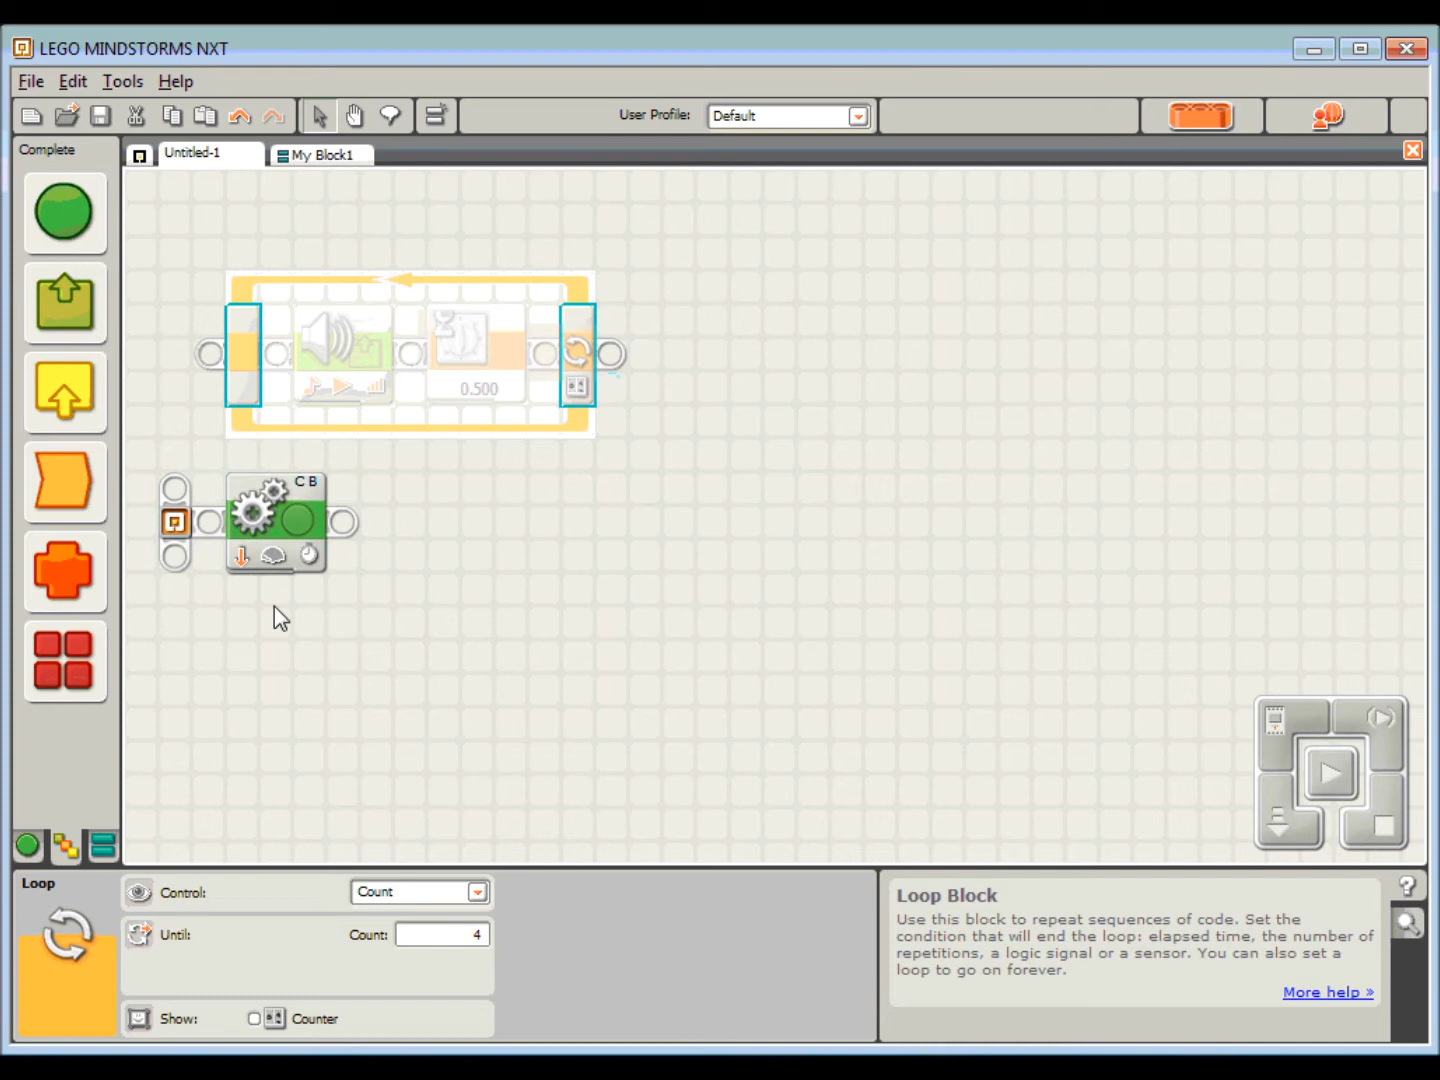 LEGO MINDSTORMS NXT
File Edit Tools Help
User Profile: Default
Complete
Untitled-1
My Block1
0.500
C B
Loop
Control: Count
Until: Count: 4
Show: Counter
Loop Block
Use this block to repeat sequences of code. Set the
condition that will end the loop: elapsed time, the number of
repetitions, a logic signal or a sensor. You can also set a
loop to go on forever.
More help »
?